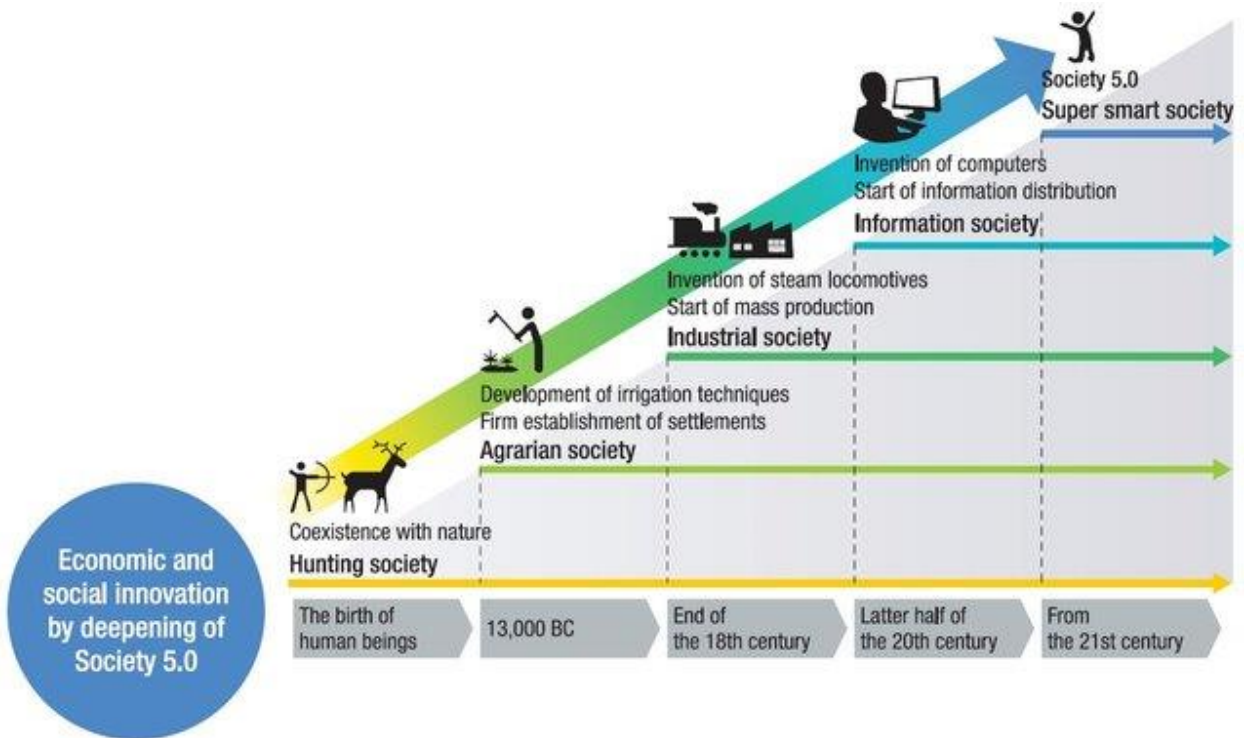 Society 5.0
Super smart society
Invention of computers
Start of information distribution
Information society
Invention of steam locomotives
Start of mass production
Industrial society
Development of irrigation techniques
Firm establishment of settlements
Agrarian society
Coexistence with nature
Hunting society
Economic and
social innovation
by deepening of
Society 5.0
The birth of
human beings
13,000 BC
End of
the 18th century
Latter half of
the 20th century
From
the 21st century